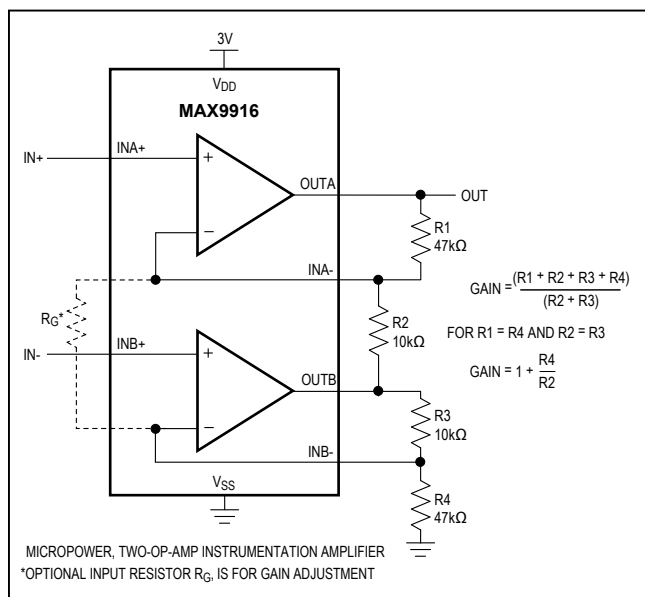 3V
VDD
MAX9916
IN+
INA+
+
OUTA
OUT
−
R1
47kΩ
INA-
GAIN = (R1 + R2 + R3 + R4)
(R2 + R3)
RG*
R2
10kΩ
FOR R1 = R4 AND R2 = R3
IN-
INB+
+
OUTB
GAIN = 1 + R4
R2
−
R3
10kΩ
INB-
VSS
R4
47kΩ
MICROPOWER, TWO-OP-AMP INSTRUMENTATION AMPLIFIER
*OPTIONAL INPUT RESISTOR RG, IS FOR GAIN ADJUSTMENT